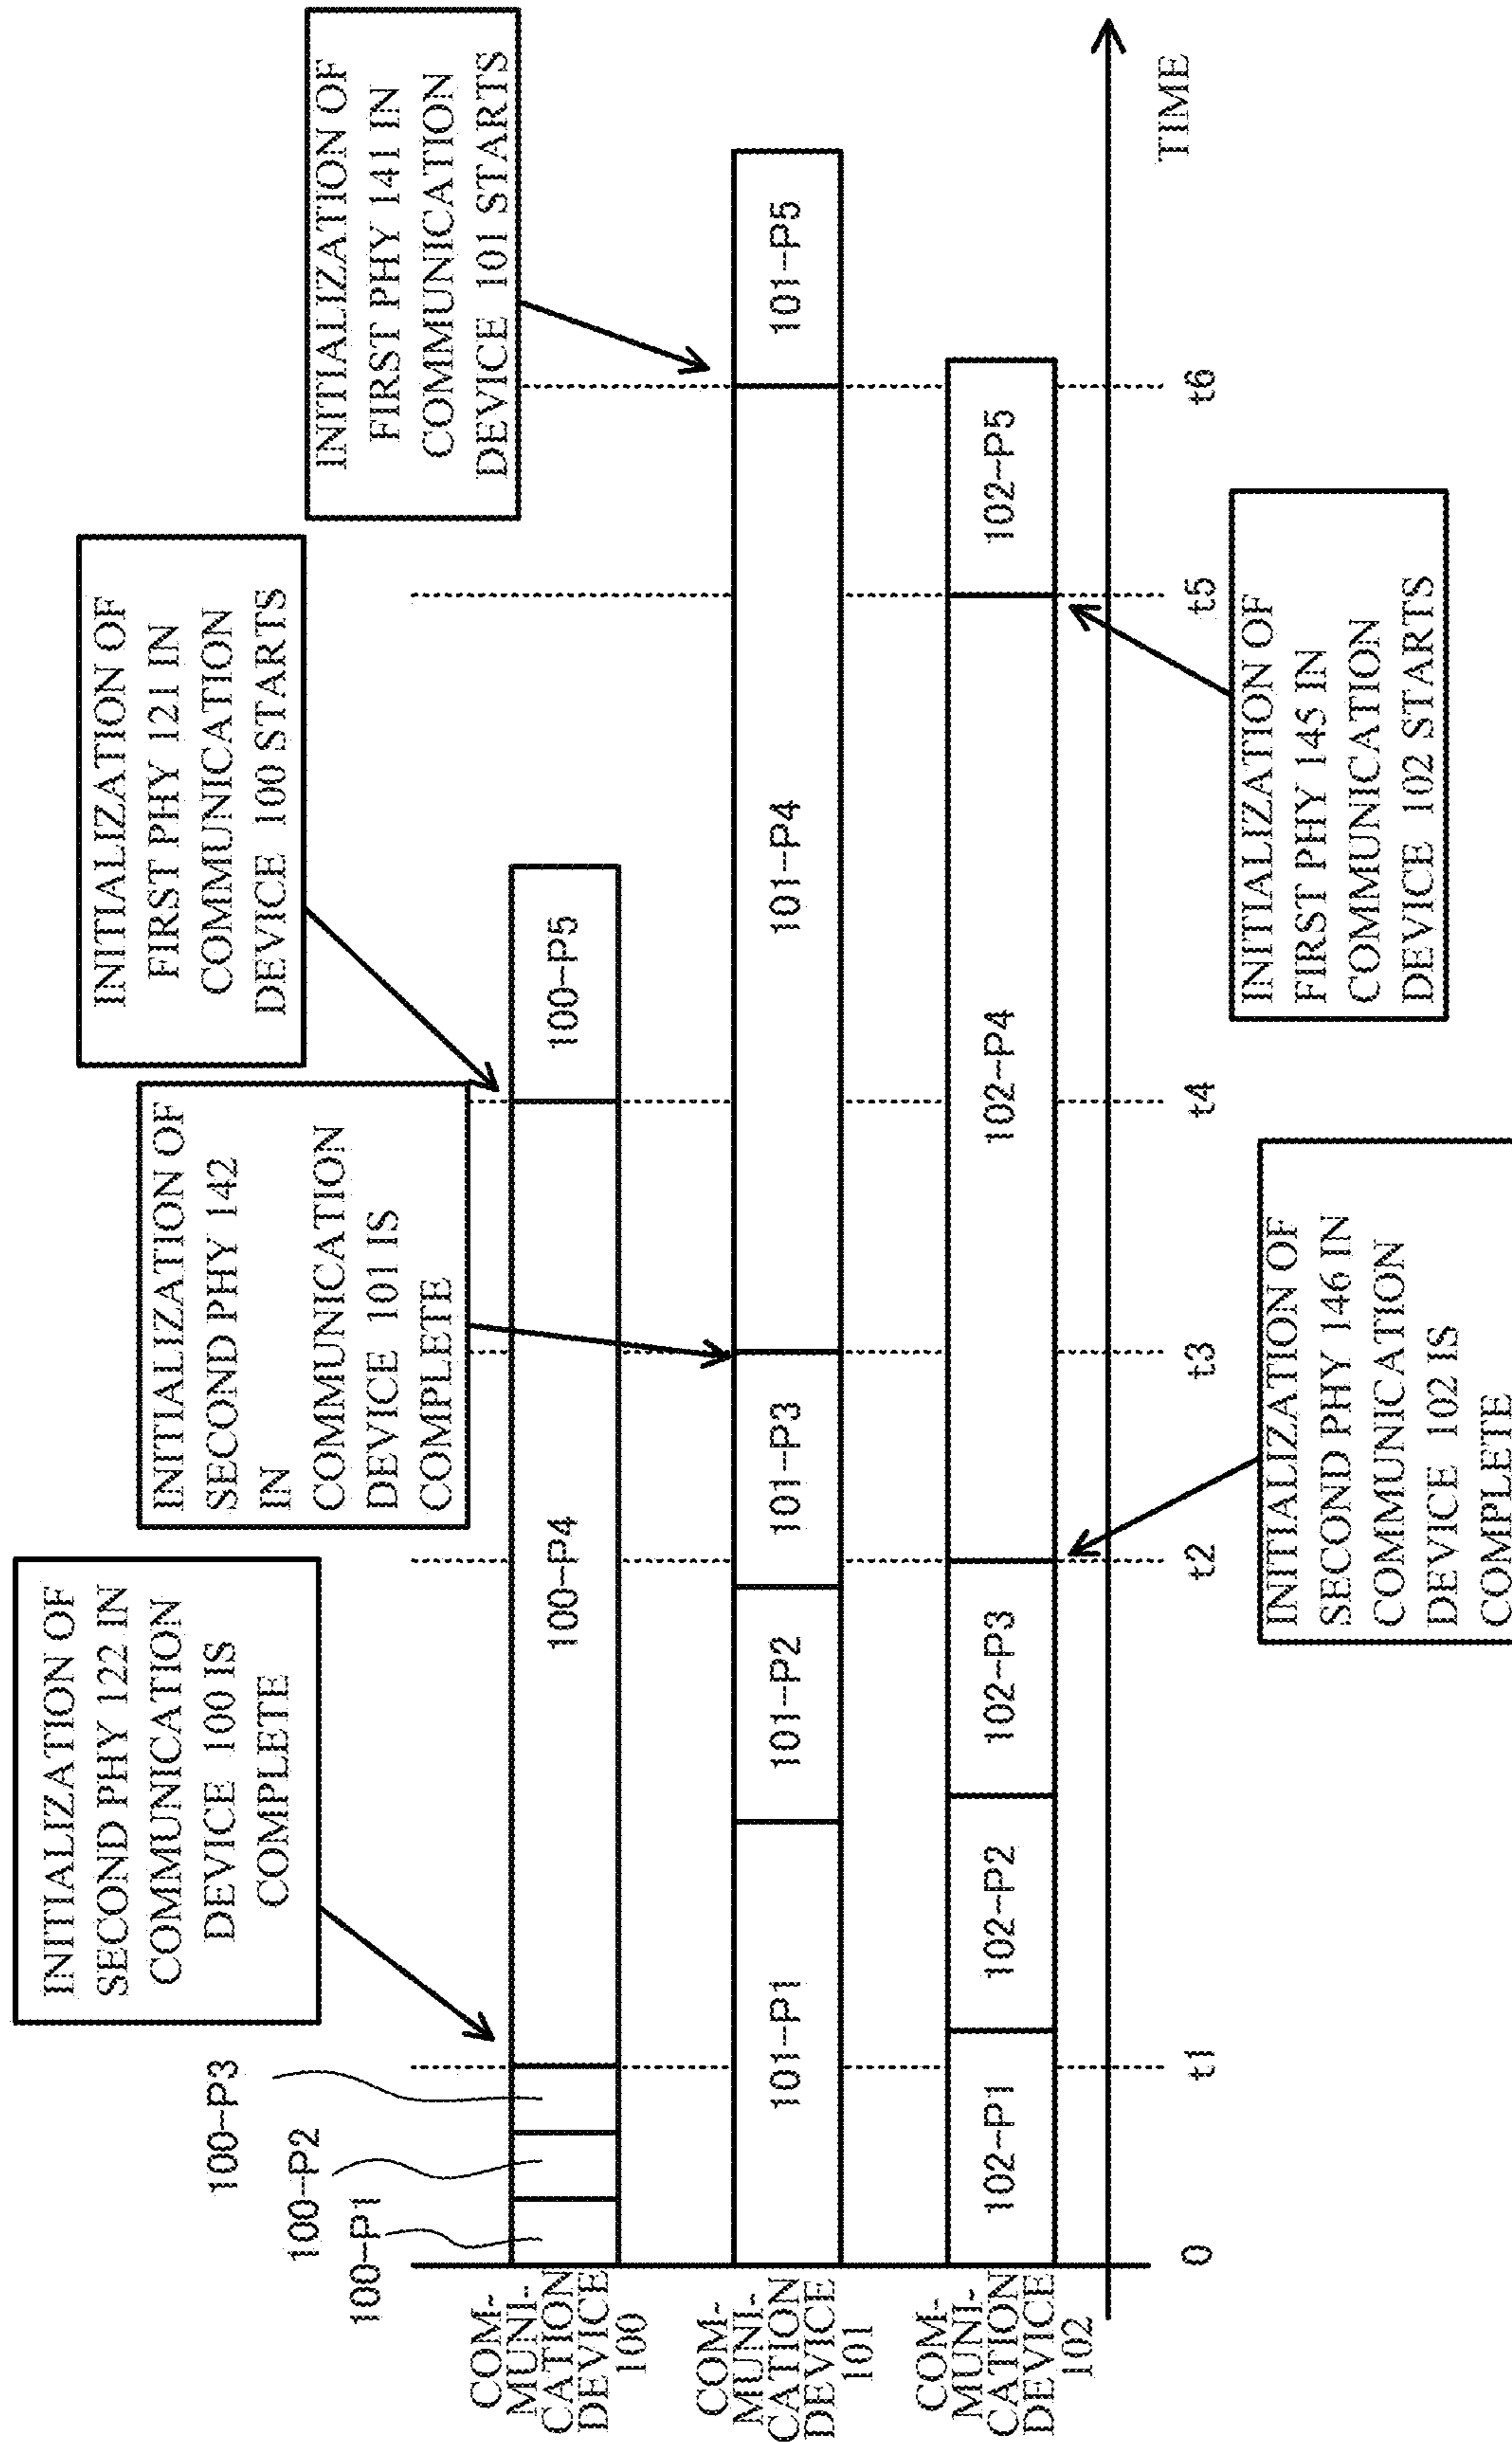 INITIALIZATION OF
SECOND PHY 122 IN
COMMUNICATION
DEVICE 100 IS
COMPLETE
INITIALIZATION OF
SECOND PHY 142
IN
COMMUNICATION
DEVICE 101 IS
COMPLETE
INITIALIZATION OF
FIRST PHY 121 IN
COMMUNICATION
DEVICE 100 STARTS
INITIALIZATION OF
FIRST PHY 141 IN
COMMUNICATION
DEVICE 101 STARTS
100-P3
100-P2
100-P1
COM-
MUNI-
CATION
DEVICE
100
100-P4
100-P5
COM-
MUNI-
CATION
DEVICE
101
101-P1
101-P2
101-P3
101-P4
101-P5
COM-
MUNI-
CATION
DEVICE
102
102-P1
102-P2
102-P3
102-P4
102-P5
TIME
0
t1
t2
t3
t4
t5
t6
INITIALIZATION OF
SECOND PHY 146 IN
COMMUNICATION
DEVICE 102 IS
COMPLETE
INITIALIZATION OF
FIRST PHY 145 IN
COMMUNICATION
DEVICE 102 STARTS